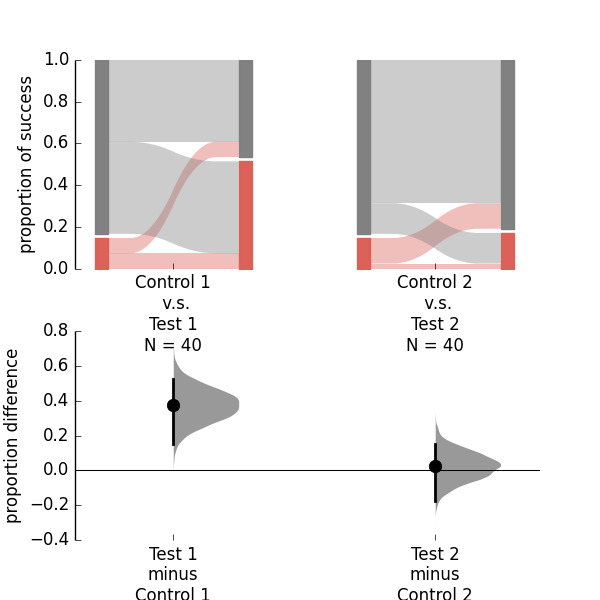 proportion of success
1.0
0.8
0.6
0.4
0.2
0.0
Control 1
v.s.
Test 1
N = 40
Control 2
v.s.
Test 2
N = 40
proportion difference
0.8
0.6
0.4
0.2
0.0
−0.2
−0.4
Test 1
minus
Control 1
Test 2
minus
Control 2